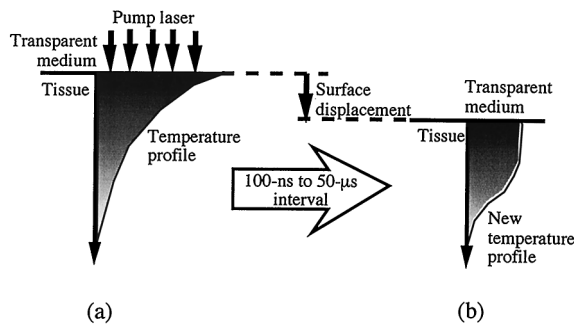 Pump laser
Transparent
medium
Tissue
Temperature
profile
Surface
displacement
100-ns to 50-μs
interval
Transparent
medium
Tissue
New
temperature
profile
(a)
(b)